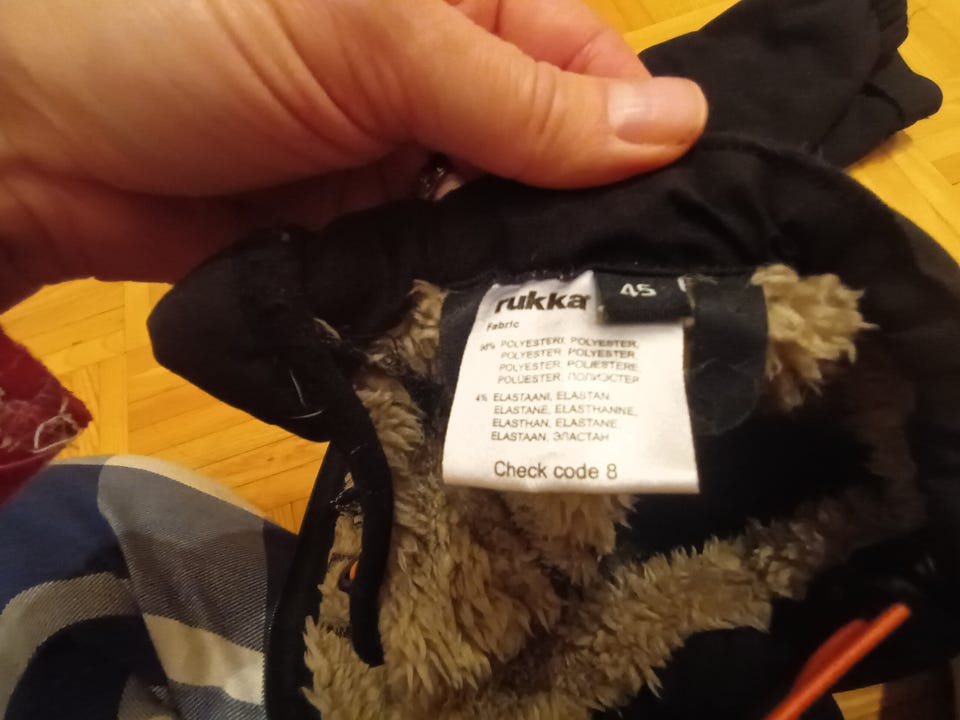 rukka
45
Fabric
96% POLYESTERI, POLYESTER,
POLYESTER POLYESTER,
POLYESTER, POLIESTERE
POLÜESTER, ПОЛИЭСТЕР
4% ELASTAANI, ELASTAN,
ELASTANE, ELASTHANNE,
ELASTHAN, ELASTANE,
ELASTAAN, ЭЛАСТАН
Check code 8